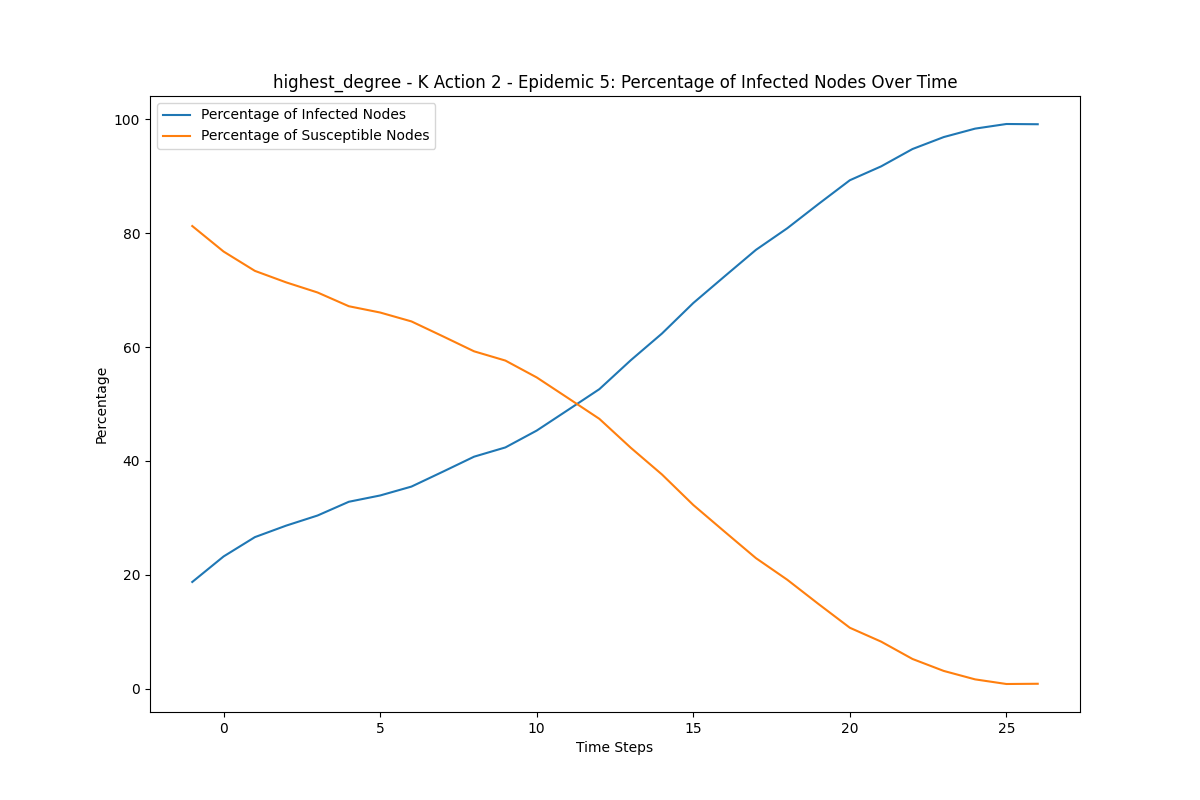 highest_degree - K Action 2 - Epidemic 5: Percentage of Infected Nodes Over Time
Percentage of Infected Nodes
Percentage of Susceptible Nodes
100
80
60
40
20
0
Percentage
0 5 10 15 20 25
Time Steps